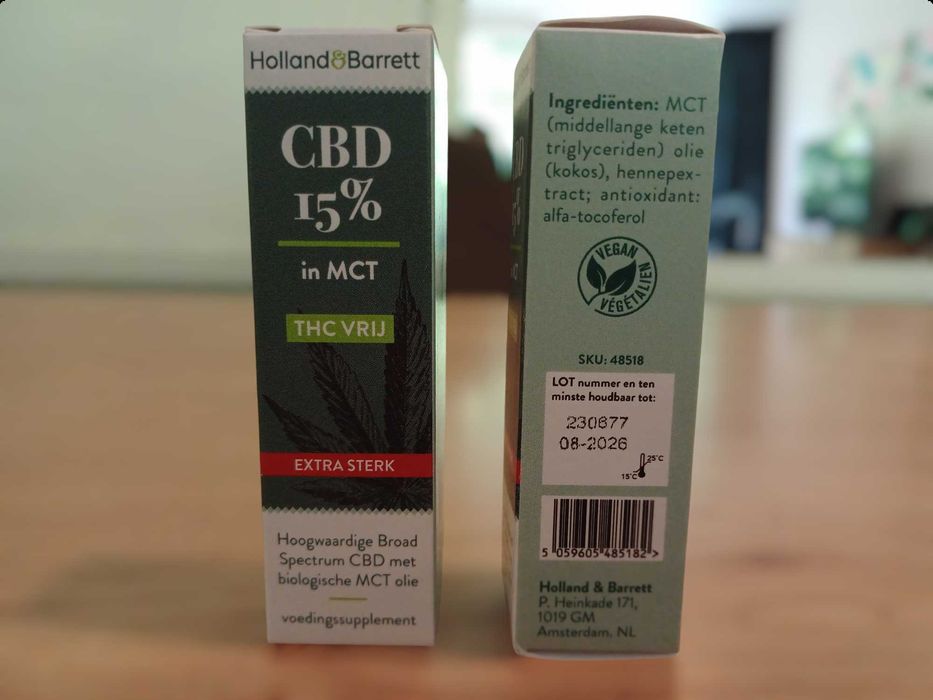 Holland&Barrett
CBD
15%
in MCT
THC VRIJ
EXTRA STERK
Hoogwaardige Broad
Spectrum CBD met
biologische MCT olie
voedingssupplement
Ingrediënten: MCT
(middellange keten
triglyceriden) olie
(kokos), hennepex-
tract; antioxidant:
alfa-tocoferol
VEGAN
VÉGÉTALIEN
SKU: 48518
LOT nummer en ten
minste houdbaar tot:
230677
08-2026
25°C
15°C
5 059605 485182 >
Holland & Barrett
P. Heinkade 171,
1019 GM
Amsterdam, NL